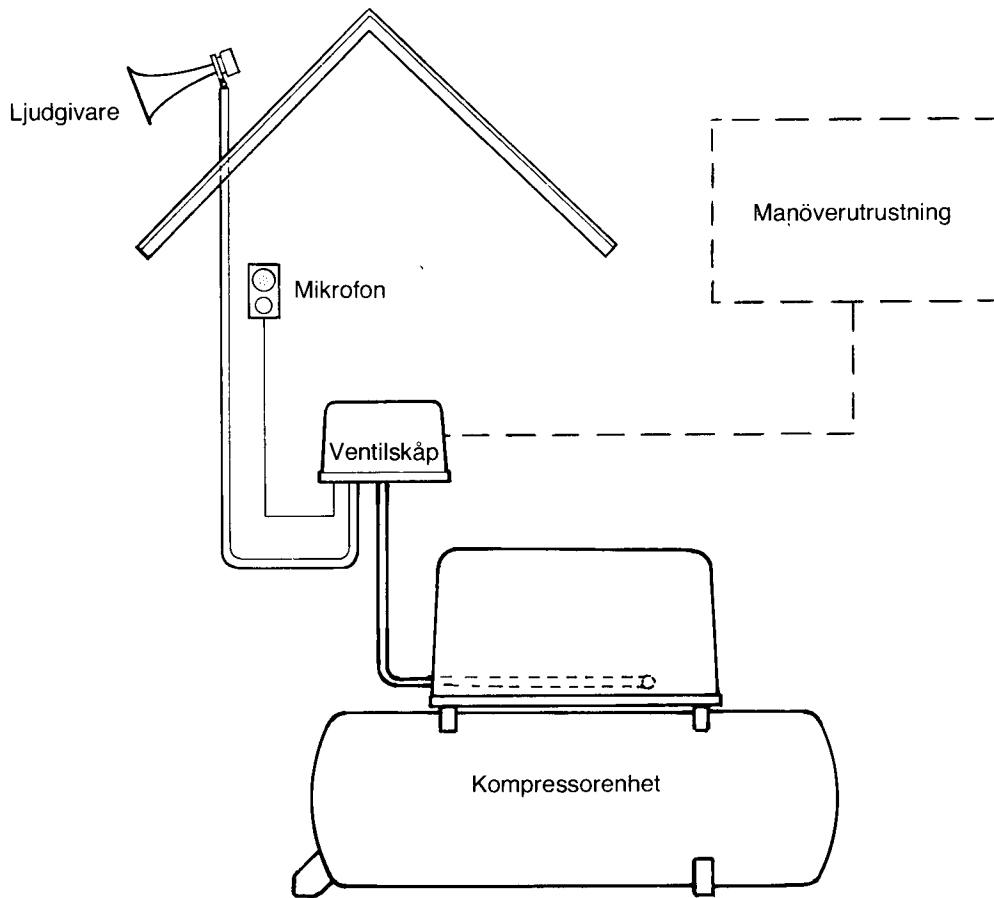 Ljudgivare
Manöverutrustning
Mikrofon
Ventilskåp
Kompressorenhet